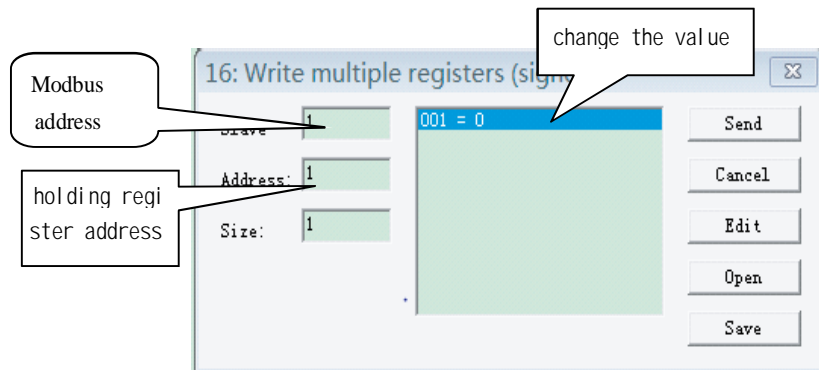 change the value
16: Write multiple registers (sig
Modbus
address
Slave
1
001 = 0
Send
Address: 1
Cancel
holding regi
ster address
Size: 1
Edit
Open
Save